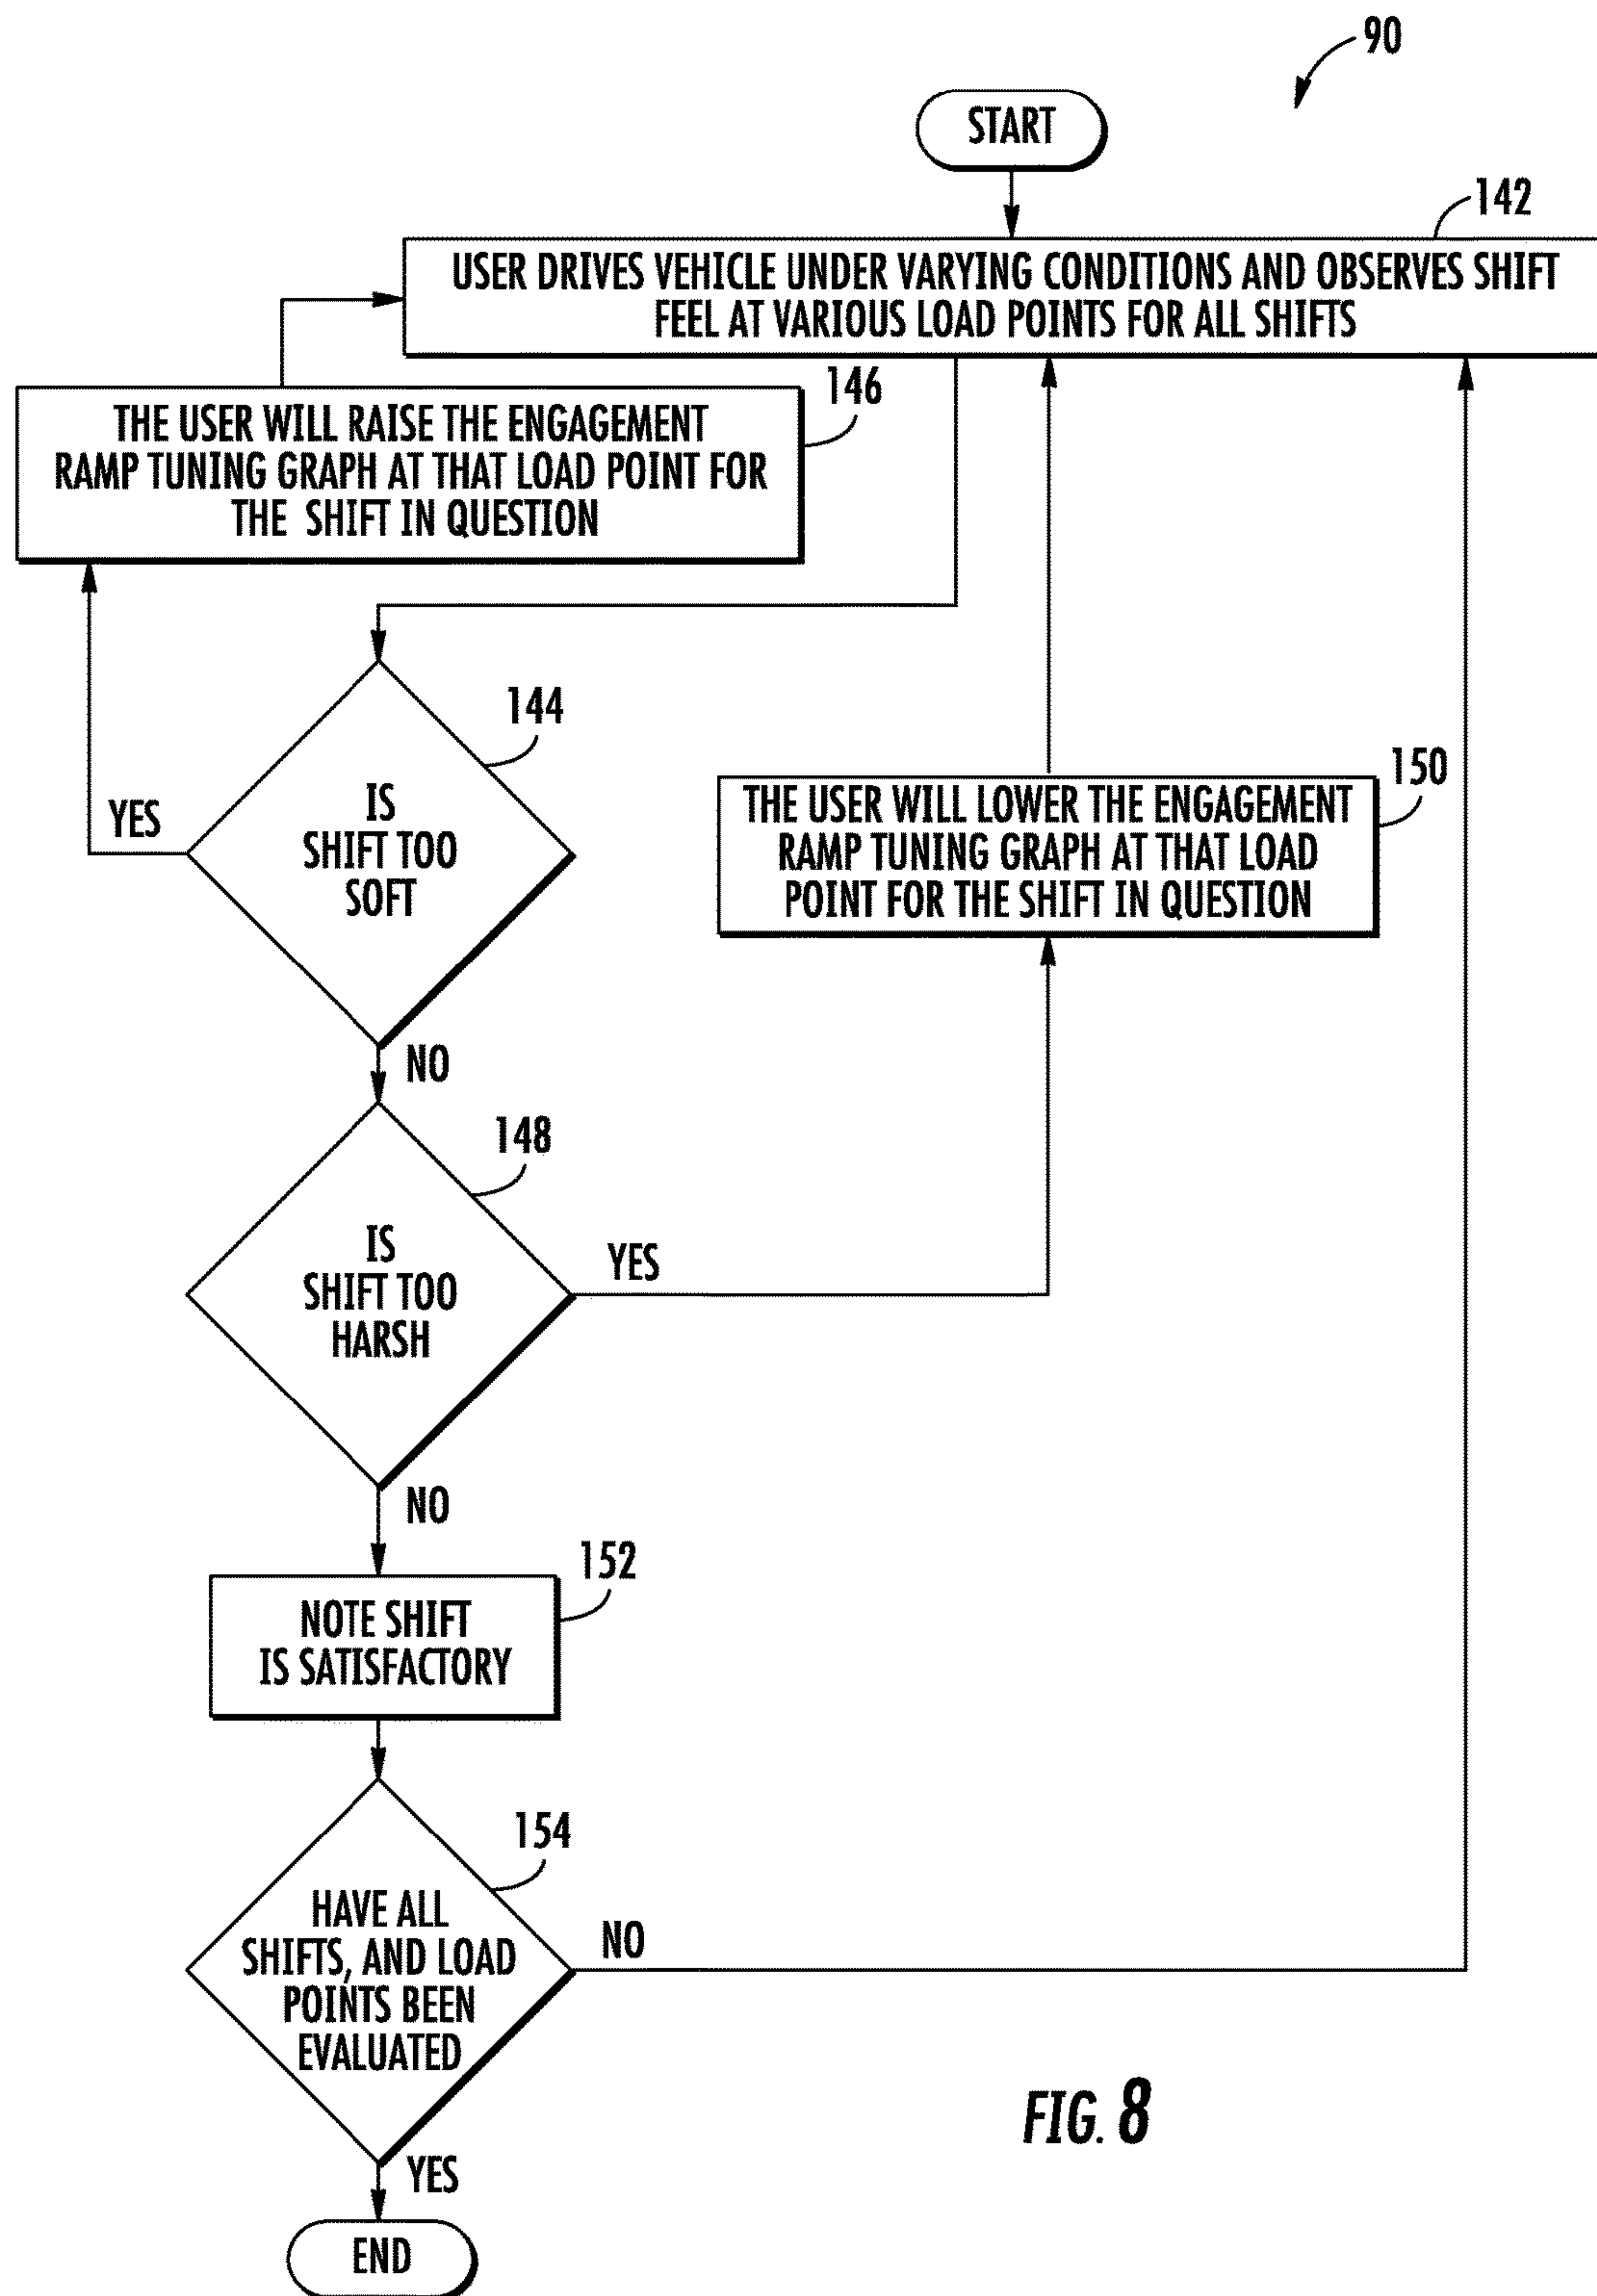 90
START
142
USER DRIVES VEHICLE UNDER VARYING CONDITIONS AND OBSERVES SHIFT
FEEL AT VARIOUS LOAD POINTS FOR ALL SHIFTS
146
THE USER WILL RAISE THE ENGAGEMENT
RAMP TUNING GRAPH AT THAT LOAD POINT FOR
THE SHIFT IN QUESTION
144
IS
SHIFT TOO
SOFT
YES
NO
150
THE USER WILL LOWER THE ENGAGEMENT
RAMP TUNING GRAPH AT THAT LOAD
POINT FOR THE SHIFT IN QUESTION
148
IS
SHIFT TOO
HARSH
YES
NO
152
NOTE SHIFT
IS SATISFACTORY
154
HAVE ALL
SHIFTS, AND LOAD
POINTS BEEN
EVALUATED
NO
YES
END
FIG. 8